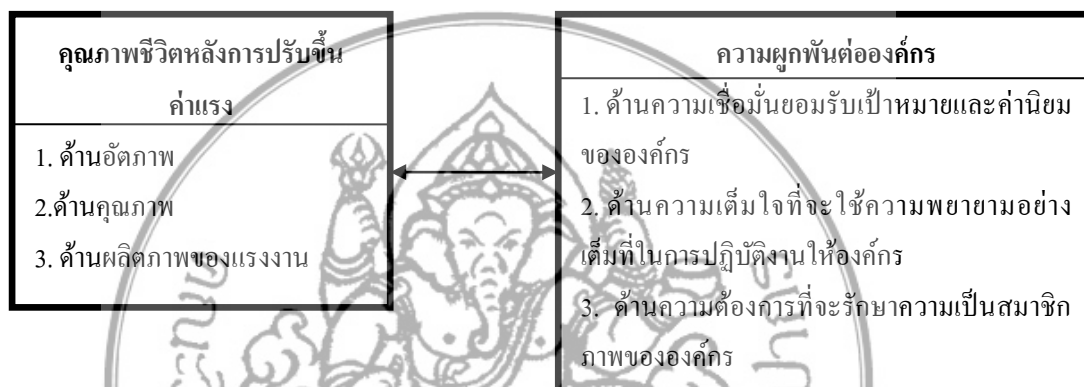 คุณภาพชีวิตหลังการปรับขึ้น
ค่าแรง
1. ด้านอัตภาพ
2.ด้านคุณภาพ
3. ด้านผลิตภาพของแรงงาน
ความผูกพันต่อองค์กร
1. ด้านความเชื่อมั่นยอมรับเป้าหมายและค่านิยม
ขององค์กร
2. ด้านความเต็มใจที่จะใช้ความพยายามอย่าง
เต็มที่ในการปฏิบัติงานให้องค์กร
3. ด้านความต้องการที่จะรักษาความเป็นสมาชิก
ภาพขององค์กร